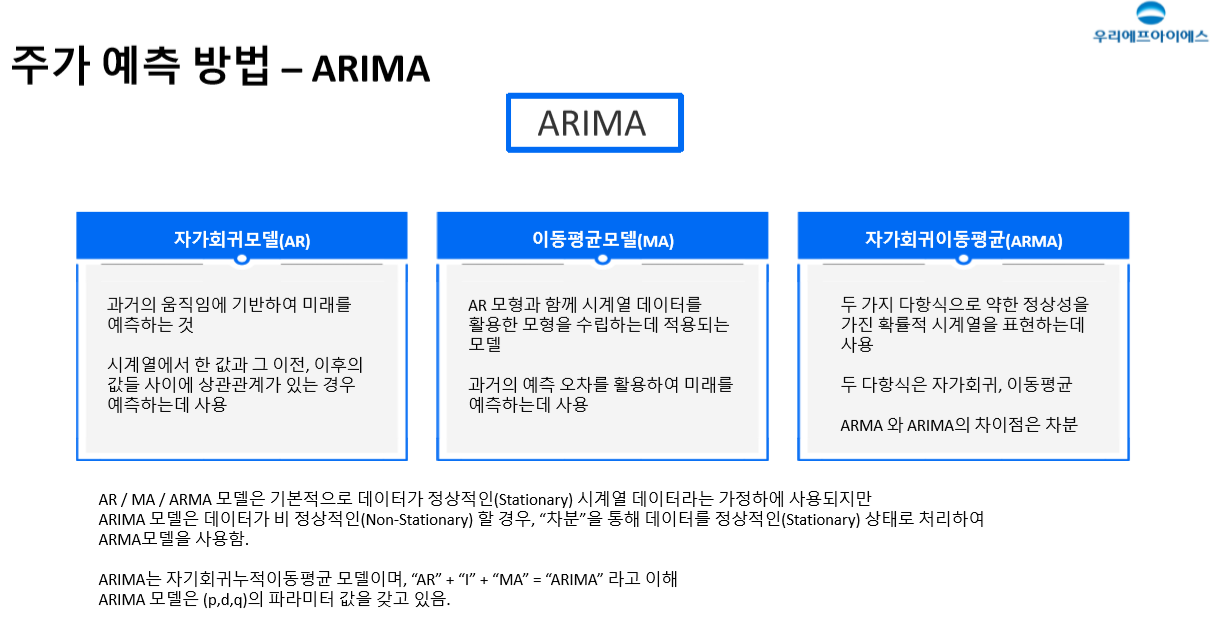 우리에프아이에스
주가 예측 방법 – ARIMA
ARIMA
자가회귀모델(AR)
과거의 움직임에 기반하여 미래를
예측하는 것
시계열에서 한 값과 그 이전, 이후의
값들 사이에 상관관계가 있는 경우
예측하는데 사용
이동평균모델(MA)
AR 모형과 함께 시계열 데이터를
활용한 모형을 수립하는데 적용되는
모델
과거의 예측 오차를 활용하여 미래를
예측하는데 사용
자가회귀이동평균(ARMA)
두 가지 다항식으로 약한 정상성을
가진 확률적 시계열을 표현하는데
사용
두 다항식은 자가회귀, 이동평균
ARMA 와 ARIMA의 차이점은 차분
AR / MA / ARMA 모델은 기본적으로 데이터가 정상적인(Stationary) 시계열 데이터라는 가정하에 사용되지만
ARIMA 모델은 데이터가 비 정상적인(Non-Stationary) 할 경우, “차분”을 통해 데이터를 정상적인(Stationary) 상태로 처리하여
ARMA모델을 사용함.
ARIMA는 자기회귀누적이동평균 모델이며, “AR” + “I” + “MA” = “ARIMA” 라고 이해
ARIMA 모델은 (p,d,q)의 파라미터 값을 갖고 있음.